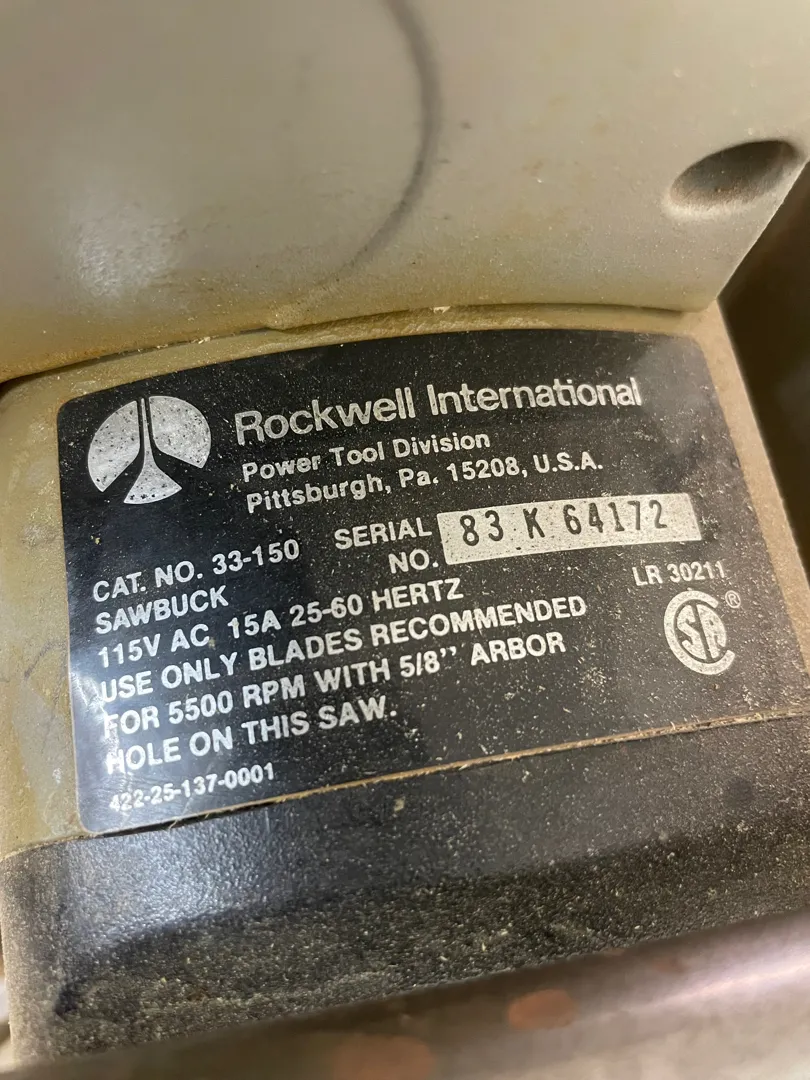 Rockwell International
Power Tool Division
Pittsburgh, Pa. 15208, U.S.A.
SERIAL NO. 83 K 64172
CAT. NO. 33-150
SAWBUCK
115V AC 15A 25-60 HERTZ
LR 30211
USE ONLY BLADES RECOMMENDED
FOR 5500 RPM WITH 5/8'' ARBOR
HOLE ON THIS SAW.
SA ®
422-25-137-0001